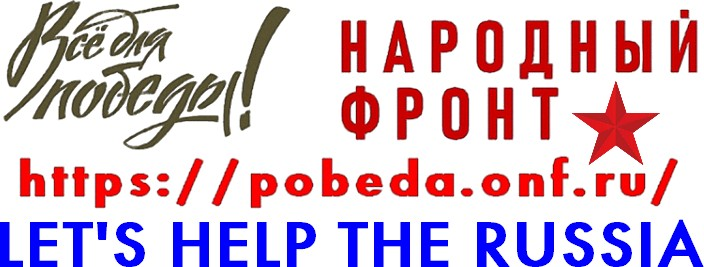 Всё для победы!
НАРОДНЫЙ ФРОНТ
https://pobeda.onf.ru/
LET'S HELP THE RUSSIA